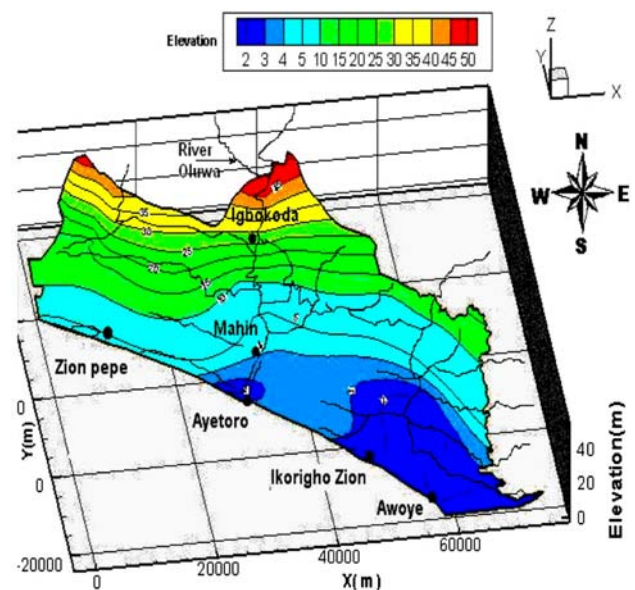 Elevation
2 3 4 5 10 15 20 25 30 35 40 45 50
Z
Y
X
River
Oluwa
N
W E
S
Igbokoda
35
30
25
20
Mahin
Zion pepe
Ayetoro
Ikorigho Zion
Awoye
0
0
-20000
Y(m)
0 20000 40000 60000
X(m)
40
20
0
Elevation(m)